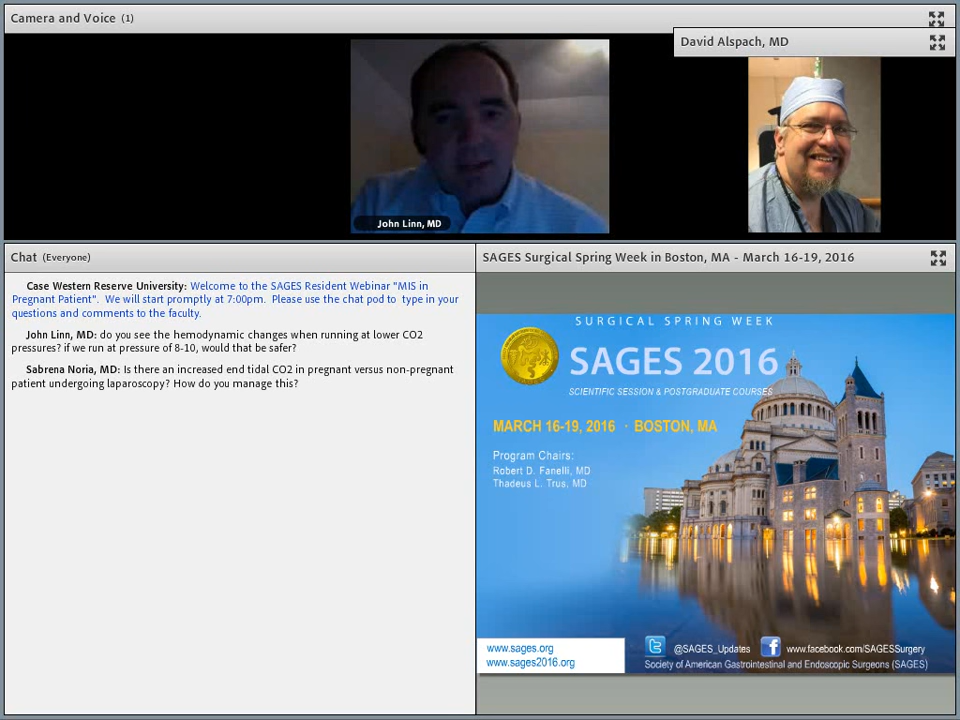 Camera and Voice (1)
David Alspach, MD
John Linn, MD
Chat (Everyone)
Case Western Reserve University: Welcome to the SAGES Resident Webinar "MIS in
Pregnant Patient". We will start promptly at 7:00pm. Please use the chat pod to type in your
questions and comments to the faculty.
John Linn, MD: do you see the hemodynamic changes when running at lower CO2
pressures? if we run at pressure of 8-10, would that be safer?
Sabrena Noria, MD: Is there an increased end tidal CO2 in pregnant versus non-pregnant
patient undergoing laparoscopy? How do you manage this?
SAGES Surgical Spring Week in Boston, MA - March 16-19, 2016
SURGICAL SPRING WEEK
SAGES 2016
SCIENTIFIC SESSION & POSTGRADUATE COURSES
MARCH 16-19, 2016 · BOSTON, MA
Program Chairs:
Robert D. Fanelli, MD
Thadeus L. Trus, MD
www.sages.org
www.sages2016.org
@SAGES_Updates
www.facebook.com/SAGESSurgery
Society of American Gastrointestinal and Endoscopic Surgeons (SAGES)